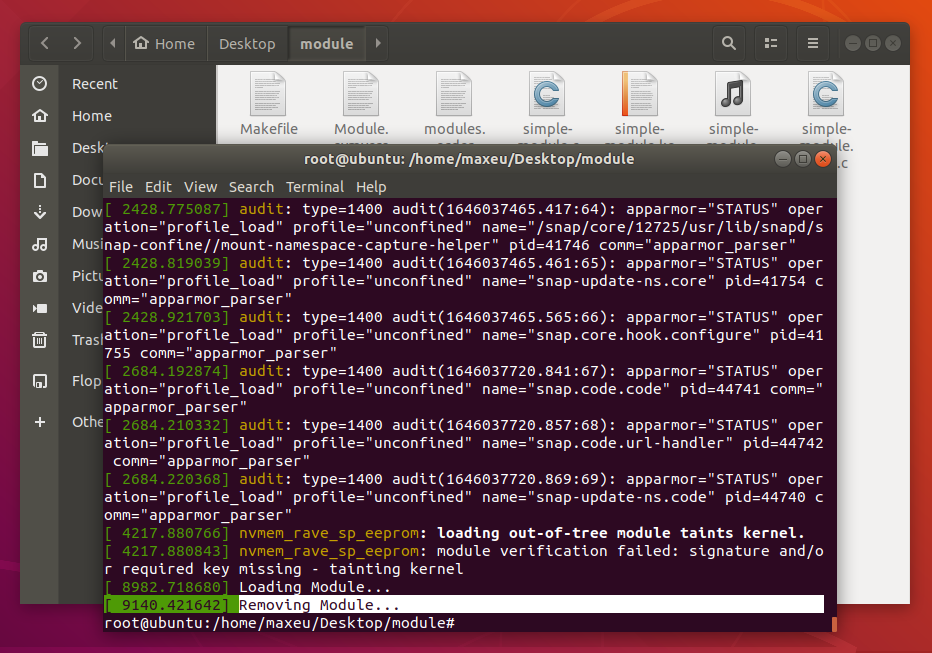 Home
Desktop
module
Recent
Home
Desk
Docu
Dow
Musi
Pictu
Vide
Tras
Flop
Othe
Makefile
Module.
modules.
simple-
simple-
simple-
simple-
module.
.c
root@ubuntu: /home/maxeu/Desktop/module
File Edit View Search Terminal Help
[ 2428.775087] audit: type=1400 audit(1646037465.417:64): apparmor="STATUS" oper
ation="profile_load" profile="unconfined" name="/snap/core/12725/usr/lib/snapd/s
nap-confine//mount-namespace-capture-helper" pid=41746 comm="apparmor_parser"
[ 2428.819039] audit: type=1400 audit(1646037465.461:65): apparmor="STATUS" oper
ation="profile_load" profile="unconfined" name="snap-update-ns.core" pid=41754 c
omm="apparmor_parser"
[ 2428.921703] audit: type=1400 audit(1646037465.565:66): apparmor="STATUS" oper
ation="profile_load" profile="unconfined" name="snap.core.hook.configure" pid=41
755 comm="apparmor_parser"
[ 2684.192874] audit: type=1400 audit(1646037720.841:67): apparmor="STATUS" oper
ation="profile_load" profile="unconfined" name="snap.code.code" pid=44741 comm="
apparmor_parser"
[ 2684.210332] audit: type=1400 audit(1646037720.857:68): apparmor="STATUS" oper
ation="profile_load" profile="unconfined" name="snap.code.url-handler" pid=44742
 comm="apparmor_parser"
[ 2684.220368] audit: type=1400 audit(1646037720.869:69): apparmor="STATUS" oper
ation="profile_load" profile="unconfined" name="snap-update-ns.code" pid=44740 c
omm="apparmor_parser"
[ 4217.880766] nvmem_rave_sp_eeprom: loading out-of-tree module taints kernel.
[ 4217.880843] nvmem_rave_sp_eeprom: module verification failed: signature and/o
r required key missing - tainting kernel
[ 8982.718680] Loading Module...
[ 9140.421642] Removing Module...
root@ubuntu:/home/maxeu/Desktop/module#